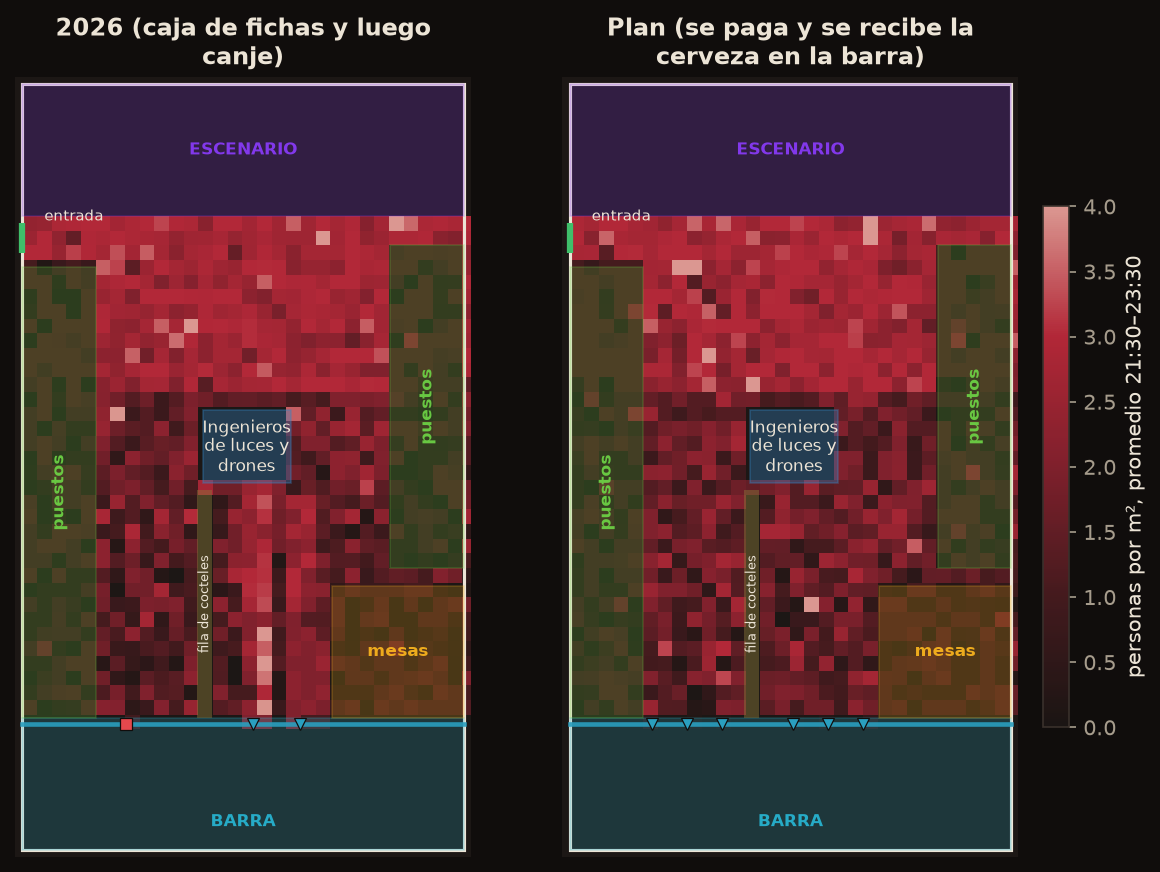 2026 (caja de fichas y luego
canje)
Plan (se paga y se recibe la
cerveza en la barra)
ESCENARIO
entrada
puestos
puestos
Ingenieros
de luces y
drones
fila de cocteles
mesas
BARRA
ESCENARIO
entrada
puestos
puestos
Ingenieros
de luces y
drones
fila de cocteles
mesas
BARRA
4.0
3.5
3.0
2.5
2.0
1.5
1.0
0.5
0.0
personas por m², promedio 21:30–23:30